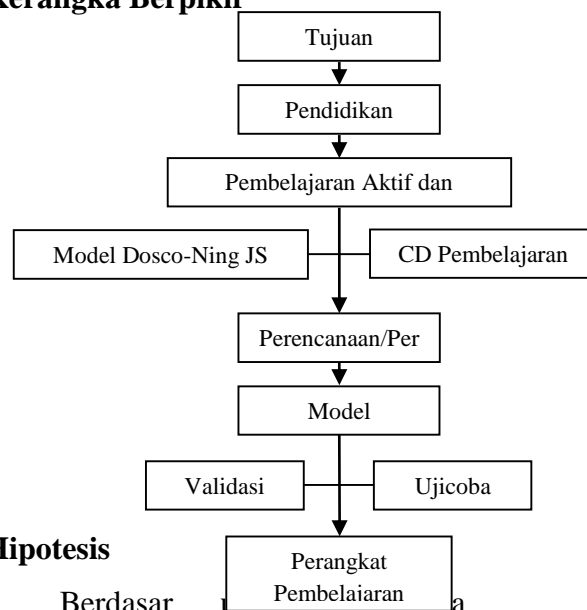 Kerangka Berpikir
Tujuan
Pendidikan
Pembelajaran Aktif dan
Model Dosco-Ning JS
CD Pembelajaran
Perencanaan/Per
Model
Validasi
Ujicoba
Hipotesis
Perangkat
Pembelajaran
Berdasar